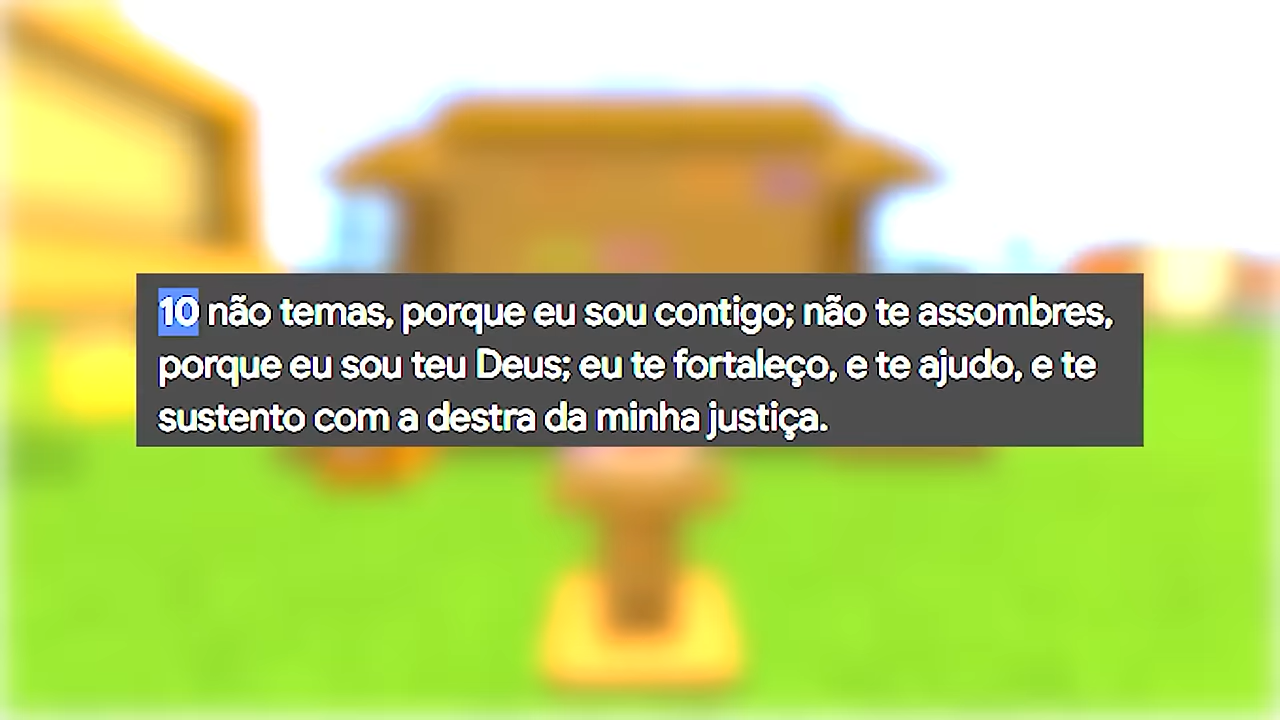 10 não temas, porque eu sou contigo; não te assombres,
porque eu sou teu Deus; eu te fortaleço, e te ajudo, e te
sustento com a destra da minha justiça.